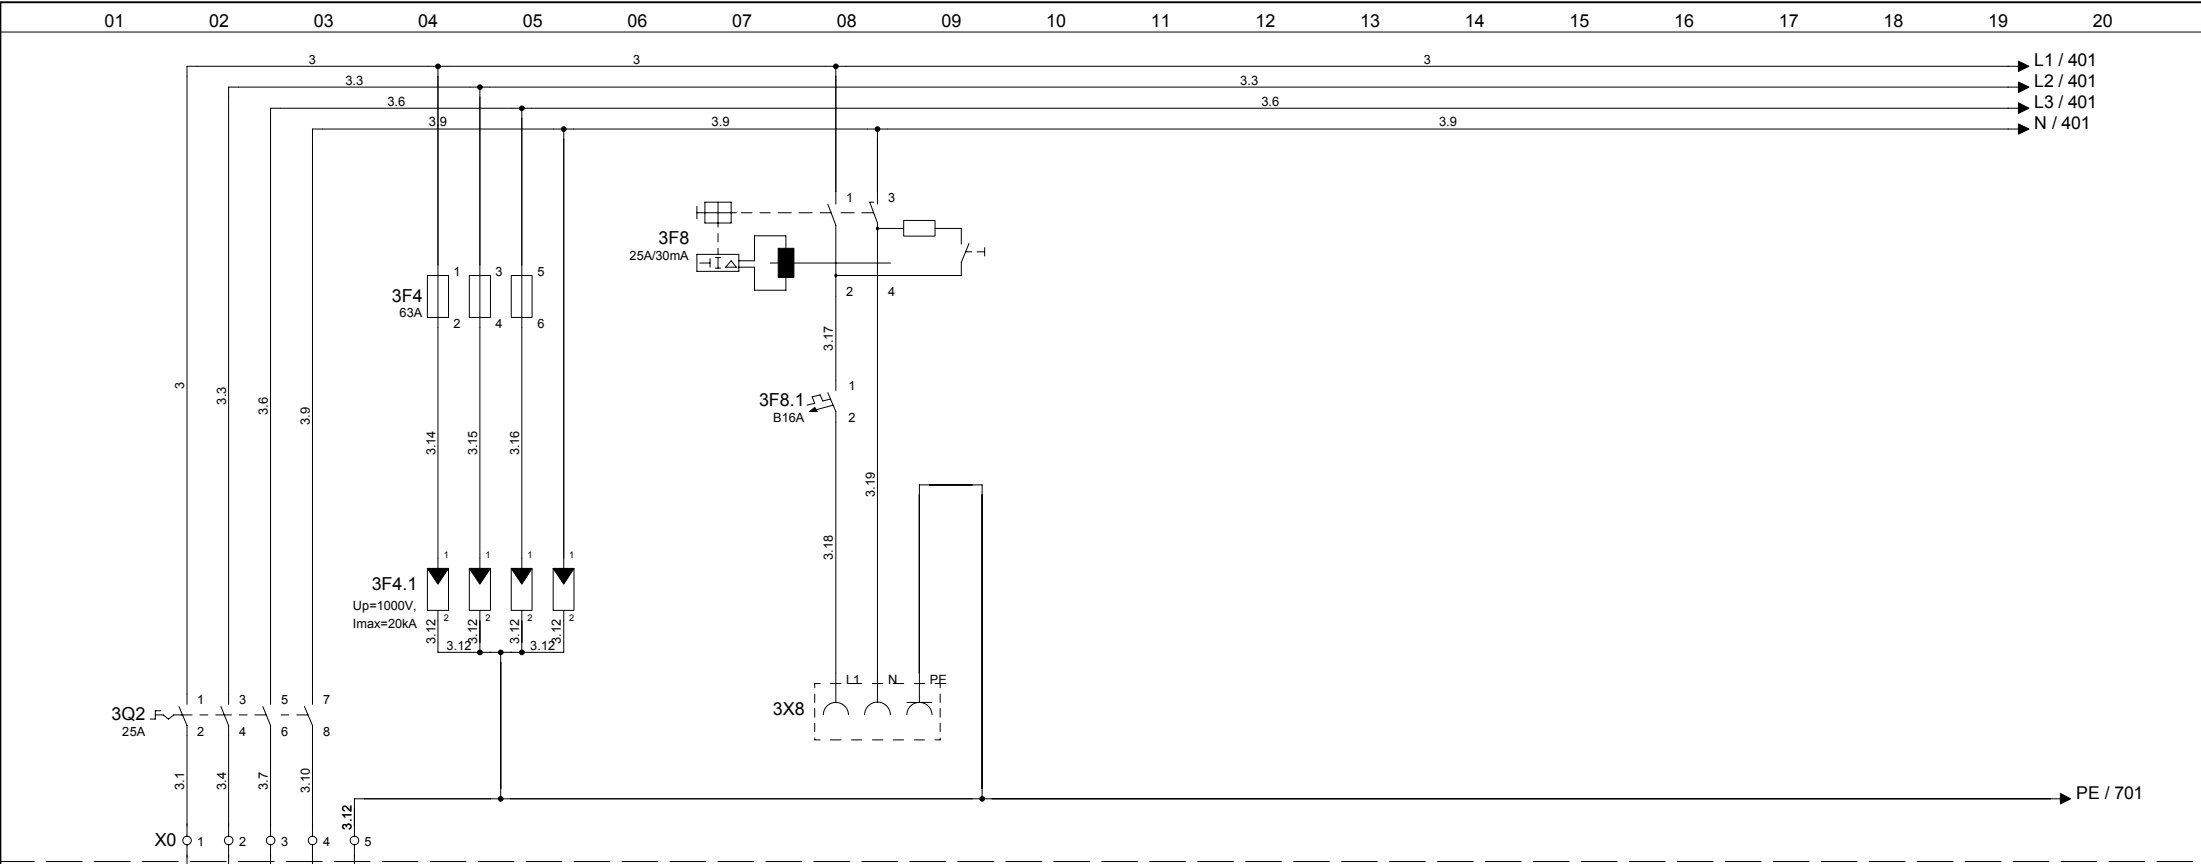 01 02 03 04 05 06 07 08 09 10 11 12 13 14 15 16 17 18 19 20
3 3 3 L1 / 401
3.3 3.3 L2 / 401
3.6 3.6 L3 / 401
3.9 3.9 3.9 N / 401
1 3
3F8
25A/30mA
1 3 5
3F4
63A
2 4 6
2 4
3.17
3 3.3 3.6 3.9
1
3F8.1
B16A
2
3.14 3.15 3.16
3.19
3.18
1 1 1 1
3F4.1
Up=1000V,
Imax=20kA
2 2 2 2
3.12 3.12 3.12 3.12
3.12 3.12
L1 N PE
3X8
1 3 5 7
3Q2
25A
2 4 6 8
3.1 3.4 3.7 3.10
3.12
PE / 701
X0 1 2 3 4 5